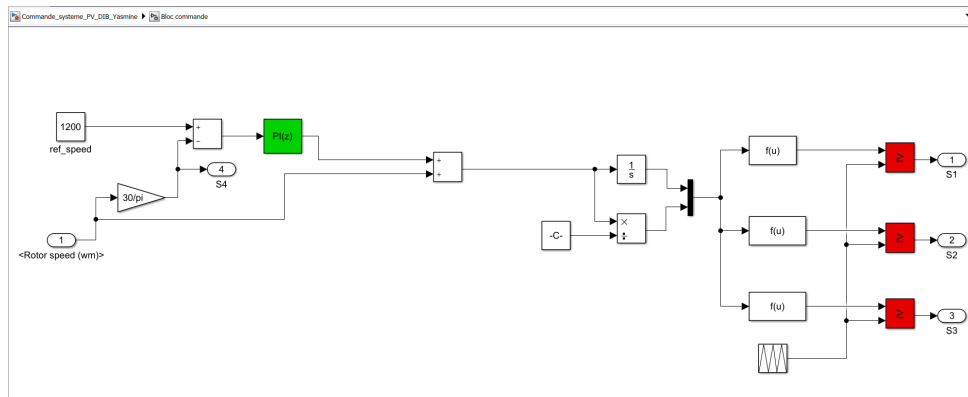 Commande_systeme_PV_DIB_Yasmine ▶ Bloc commande
1200
ref_speed
+
−
PI(z)
4
S4
30/pi
1
<Rotor speed (wm)>
+
+
1
s
-C-
×
÷
f(u)
f(u)
f(u)
≥
≥
≥
1
S1
2
S2
3
S3